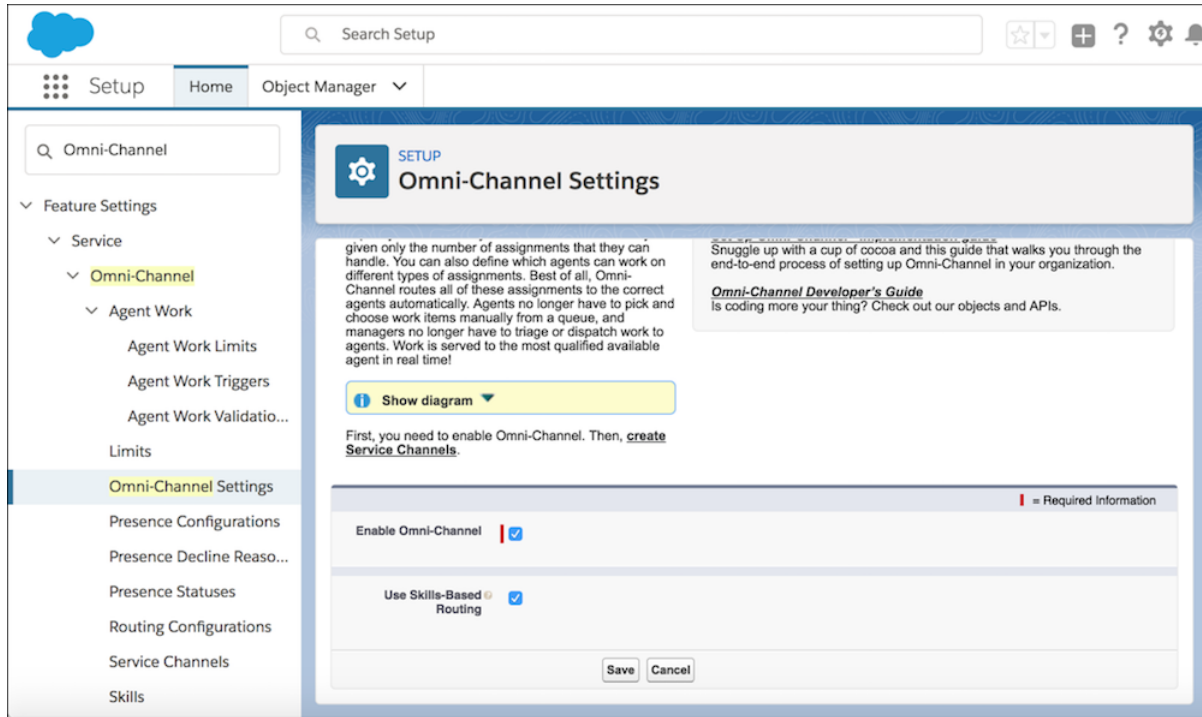 Search Setup
Setup
Home
Object Manager
Omni-Channel
Feature Settings
Service
Omni-Channel
Agent Work
Agent Work Limits
Agent Work Triggers
Agent Work Validatio...
Limits
Omni-Channel Settings
Presence Configurations
Presence Decline Reaso...
Presence Statuses
Routing Configurations
Service Channels
Skills
SETUP
Omni-Channel Settings
given only the number of assignments that they can
handle. You can also define which agents can work on
different types of assignments. Best of all, Omni-
Channel routes all of these assignments to the correct
agents automatically. Agents no longer have to pick and
choose work items manually from a queue, and
managers no longer have to triage or dispatch work to
agents. Work is served to the most qualified available
agent in real time!
Show diagram
First, you need to enable Omni-Channel. Then, create
Service Channels.
Snuggle up with a cup of cocoa and this guide that walks you through the
end-to-end process of setting up Omni-Channel in your organization.
Omni-Channel Developer's Guide
Is coding more your thing? Check out our objects and APIs.
= Required Information
Enable Omni-Channel
Use Skills-Based
Routing
Save
Cancel